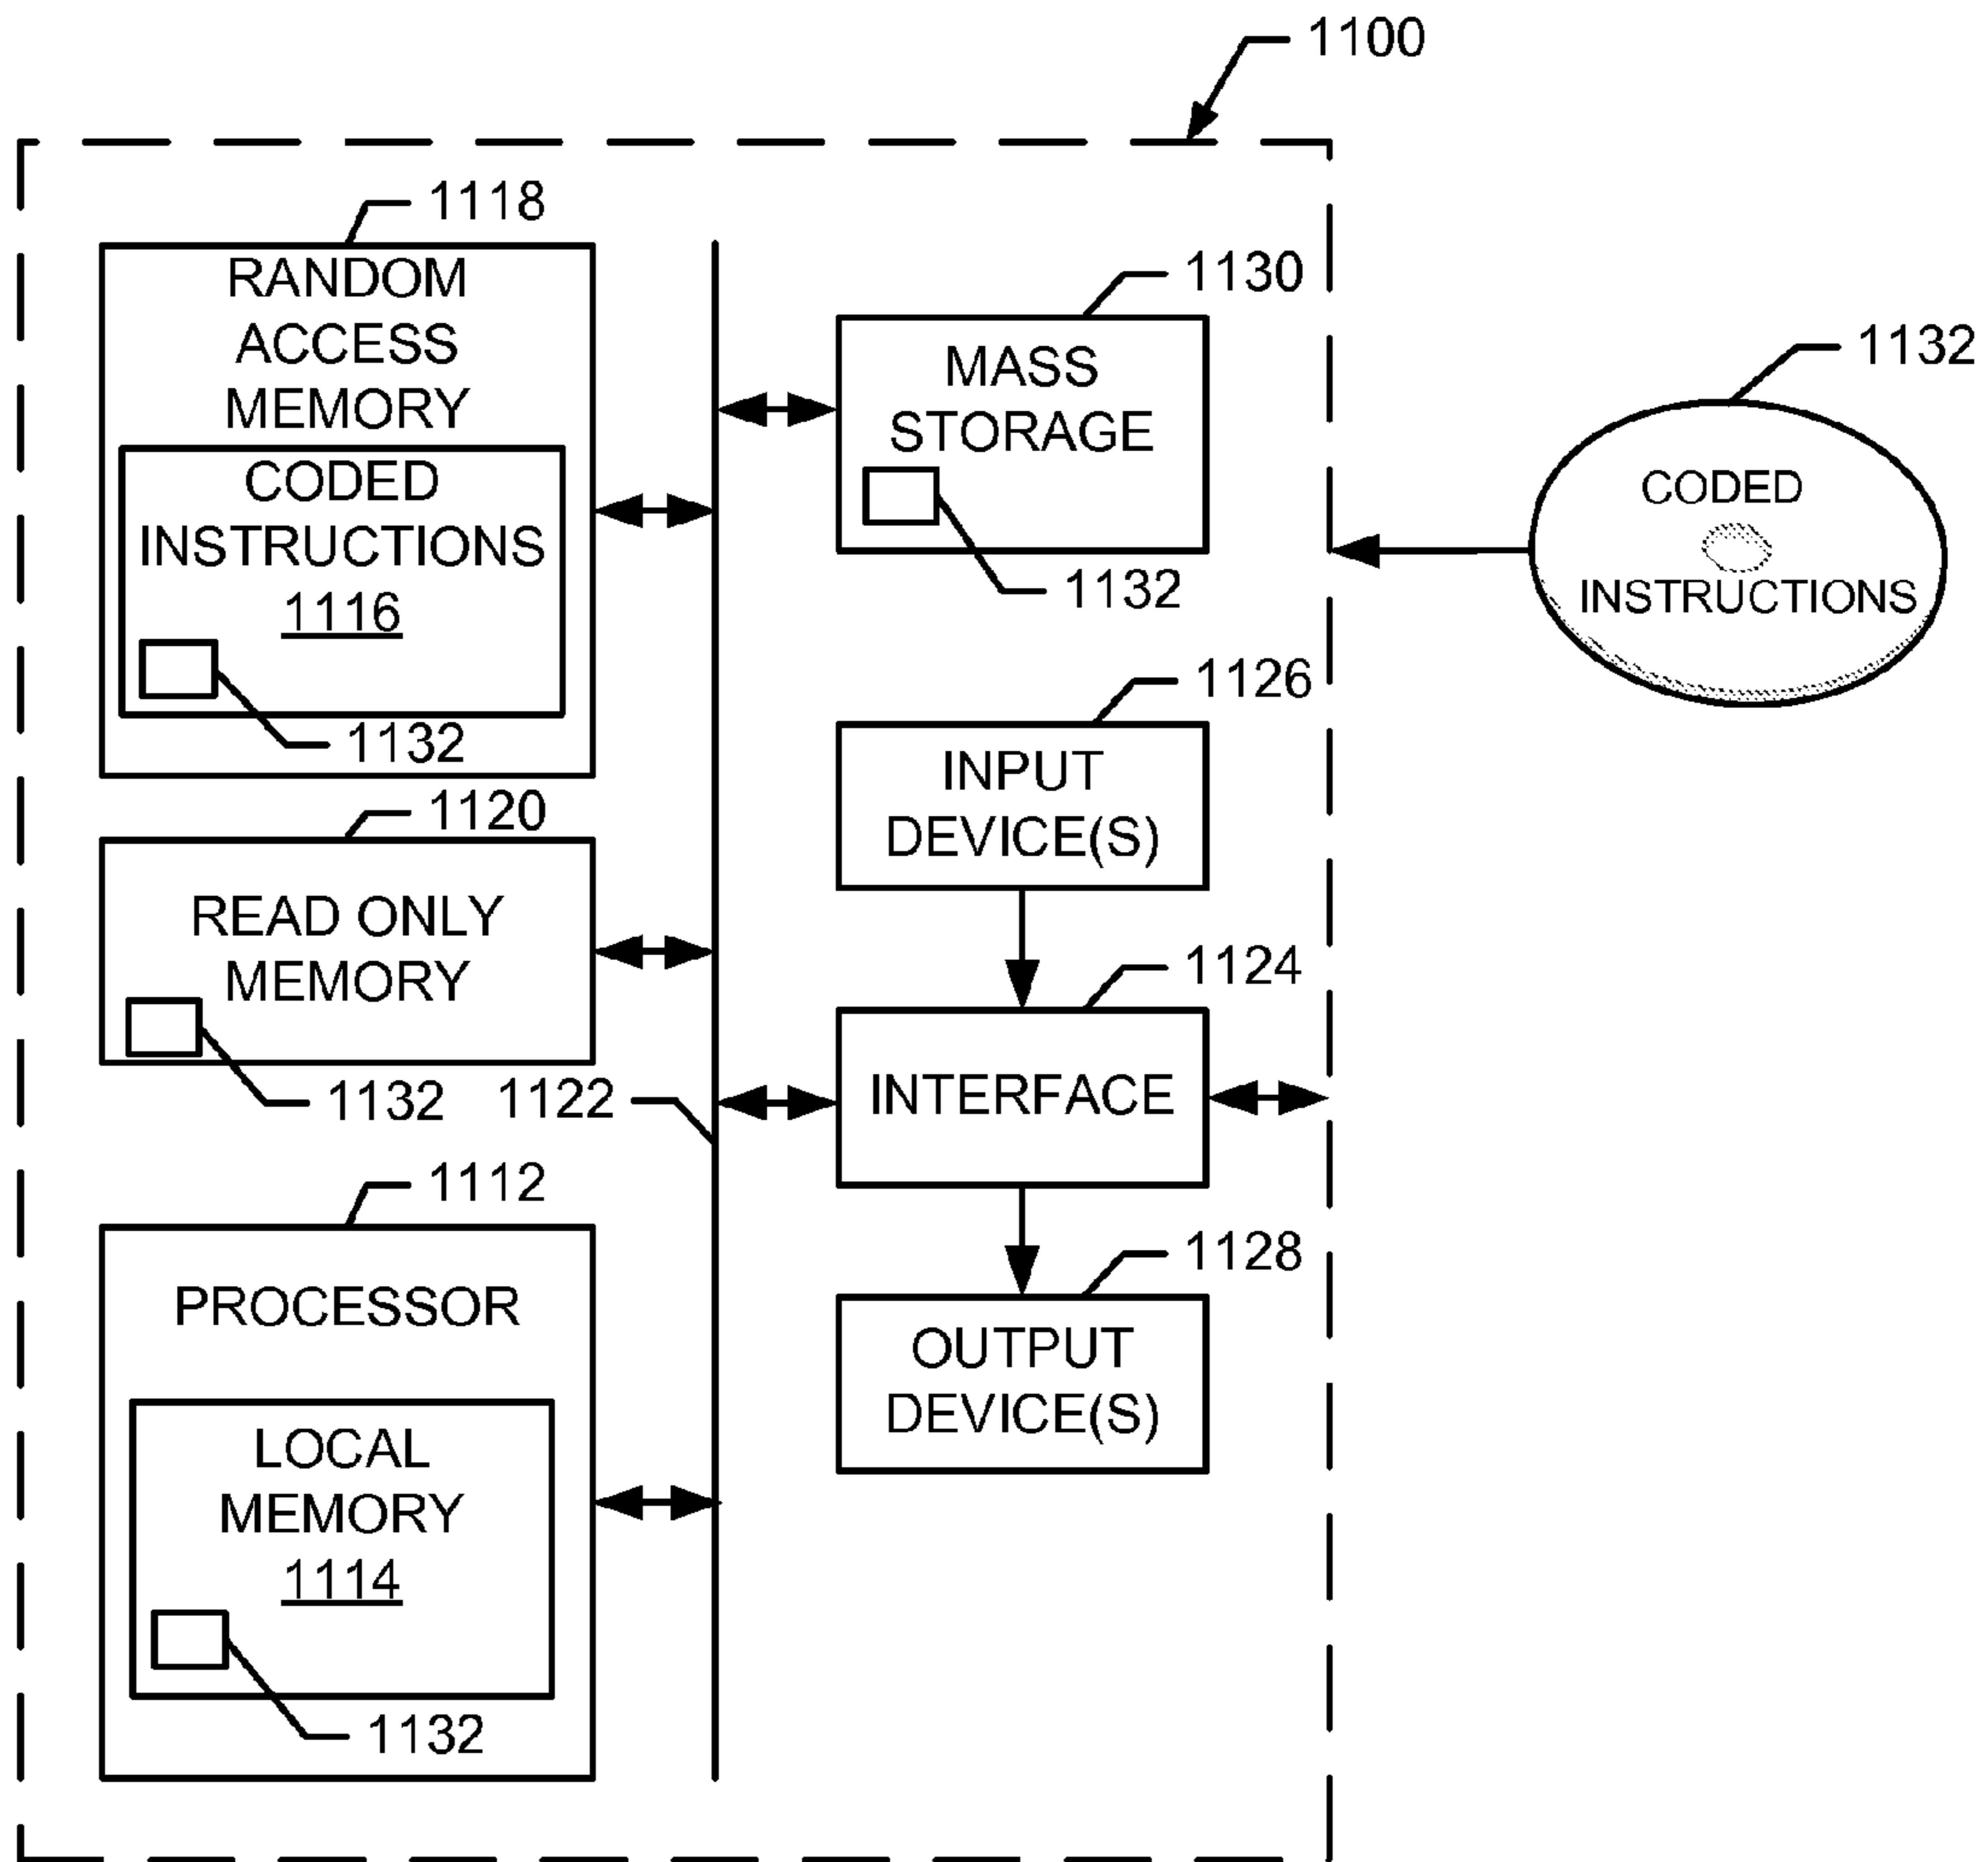 1100
1118
RANDOM
ACCESS
MEMORY
CODED
INSTRUCTIONS
1116
1132
1120
READ ONLY
MEMORY
1132
1122
1112
PROCESSOR
LOCAL
MEMORY
1114
1132
1130
MASS
STORAGE
1132
1126
INPUT
DEVICE(S)
1124
INTERFACE
1128
OUTPUT
DEVICE(S)
1132
CODED
INSTRUCTIONS